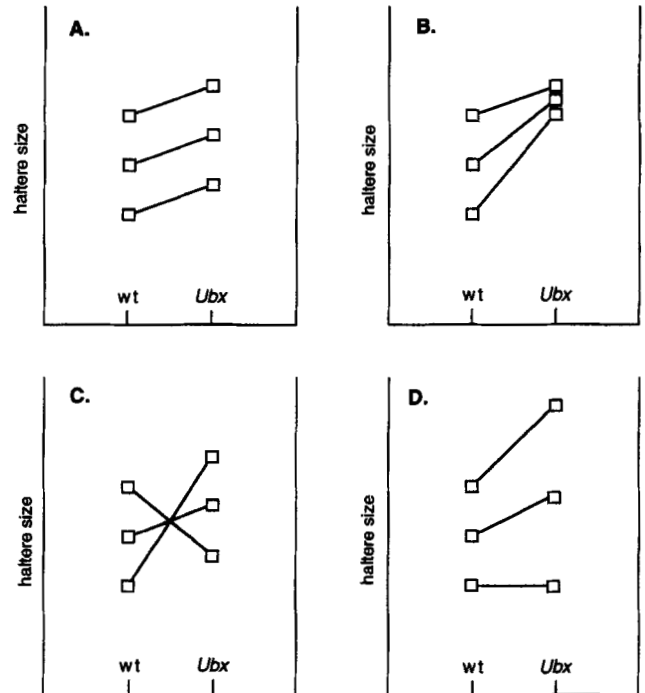 A.
haltere size
wt Ubx
B.
haltere size
wt Ubx
C.
haltere size
wt Ubx
D.
haltere size
wt Ubx